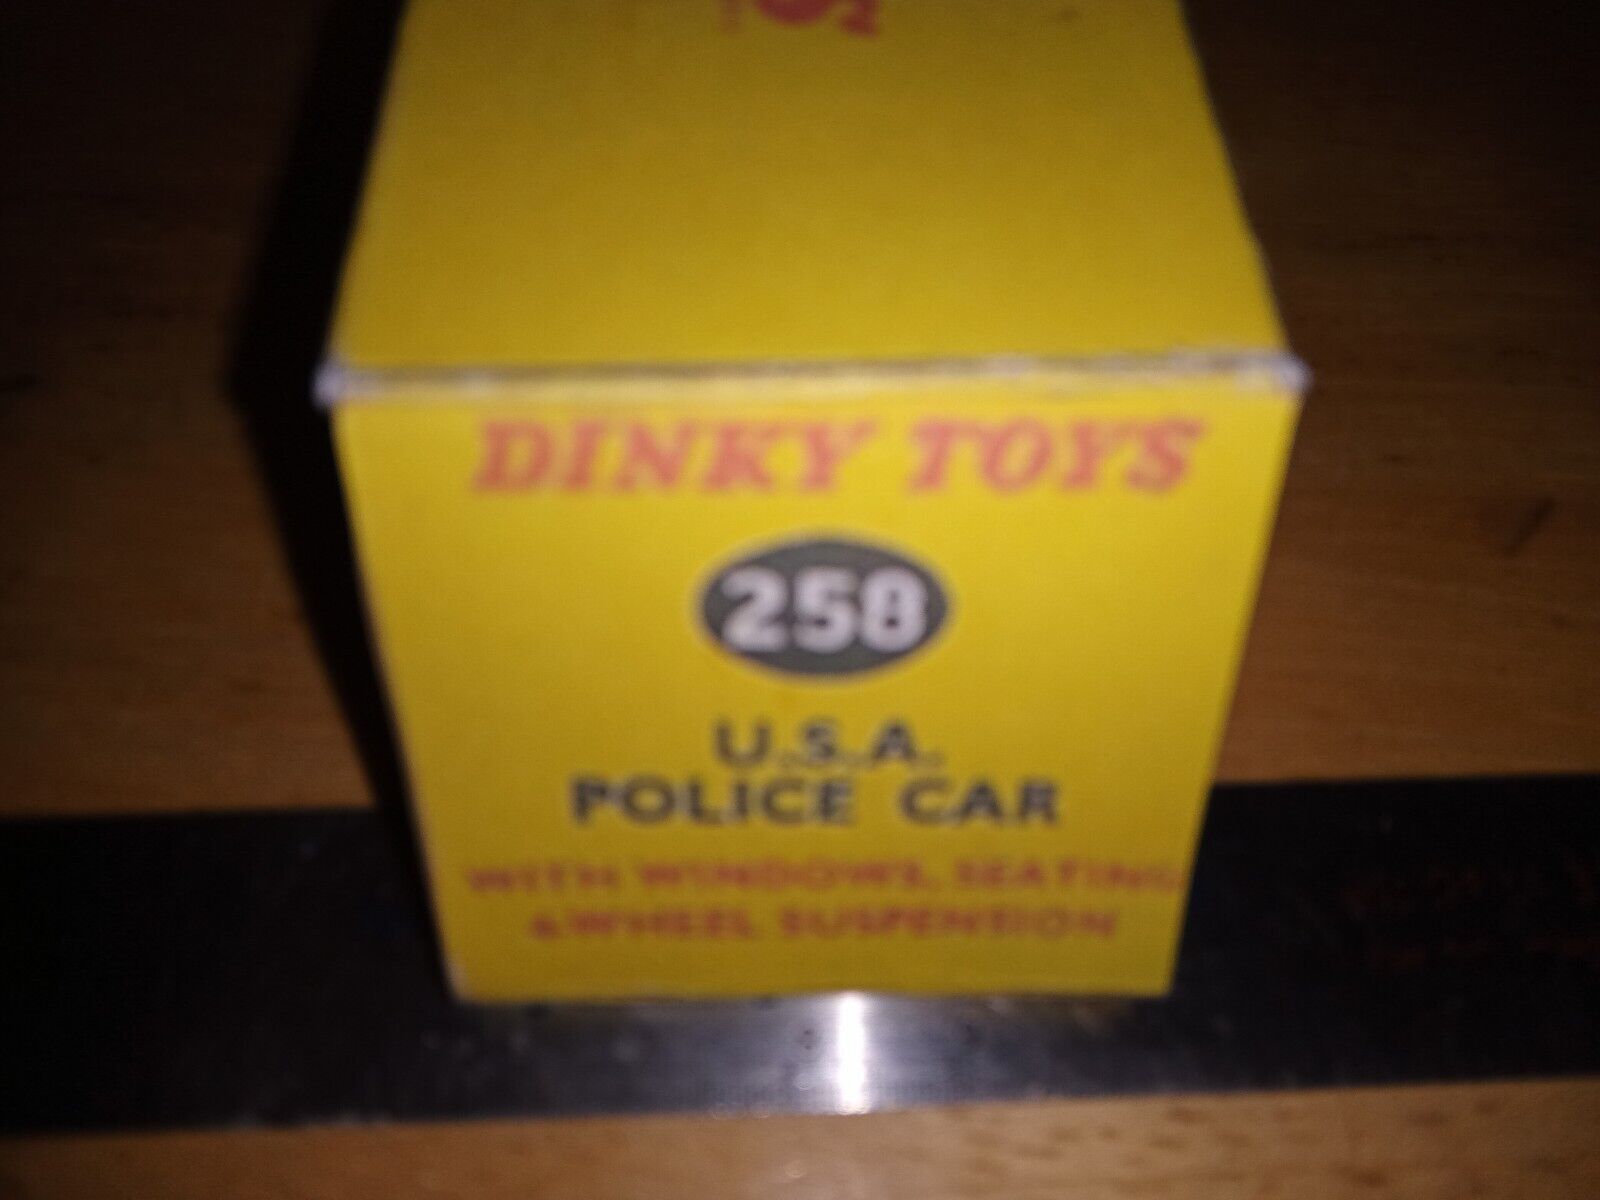 DINKY TOYS
258
U.S.A.
POLICE CAR
WITH WINDOWS, SEATING
& WHEEL SUSPENSION